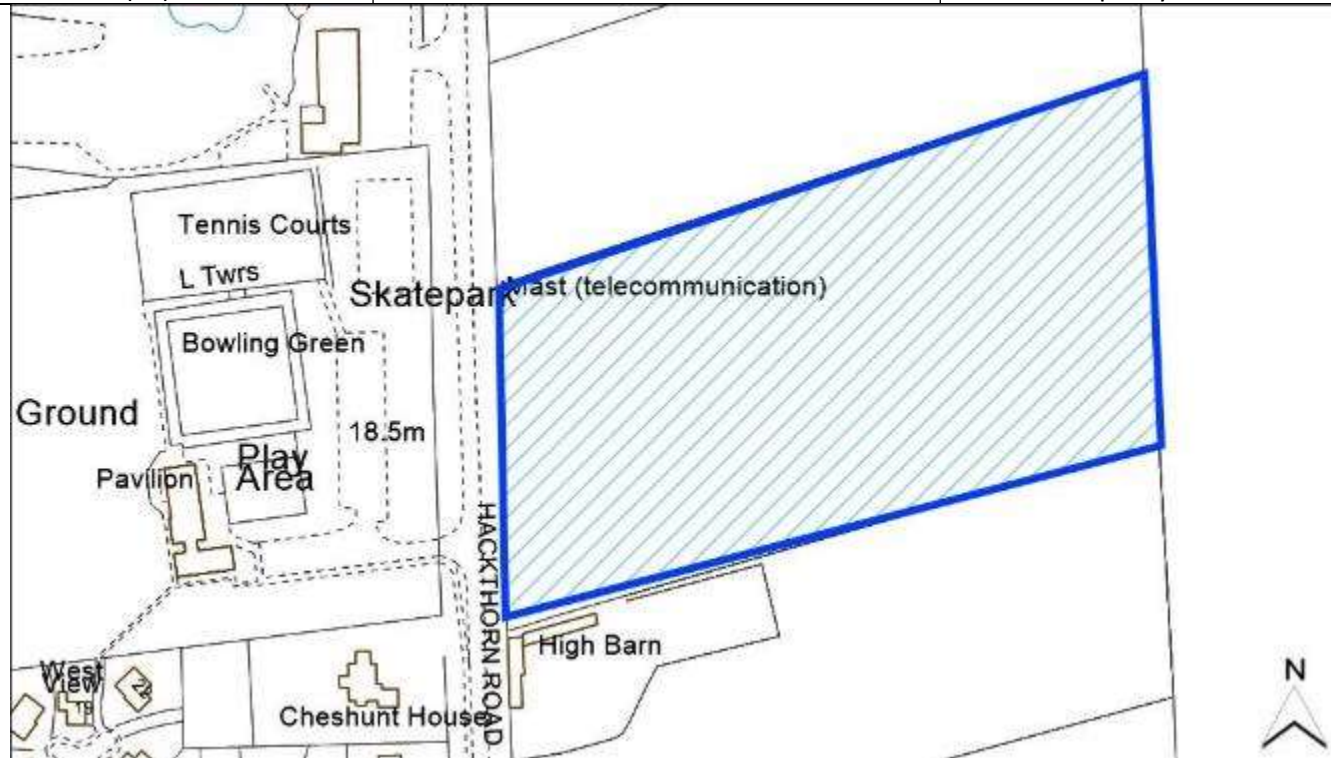 Tennis Courts
L Twrs
Skatepark
Mast (telecommunication)
Bowling Green
Ground
18.5m
Play
Area
Pavilion
HACKTHORN ROAD
High Barn
West
View
19
Cheshunt House
N